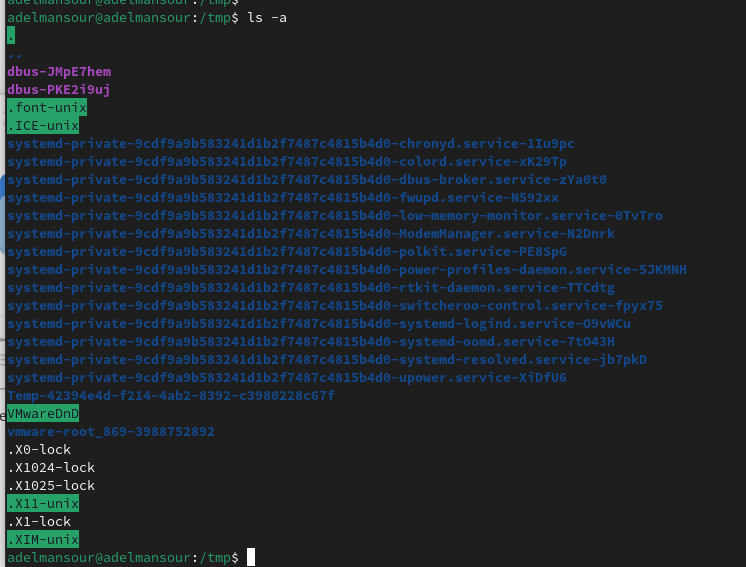 adelmansour@adelmansour:/tmp$
adelmansour@adelmansour:/tmp$ ls -a
.
..
dbus-JMpE7hem
dbus-PKE2i9uj
.font-unix
.ICE-unix
systemd-private-9cdf9a9b583241d1b2f7487c4815b4d0-chronyd.service-1Iu9pc
systemd-private-9cdf9a9b583241d1b2f7487c4815b4d0-colord.service-xK29Tp
systemd-private-9cdf9a9b583241d1b2f7487c4815b4d0-dbus-broker.service-zYa0t0
systemd-private-9cdf9a9b583241d1b2f7487c4815b4d0-fwupd.service-N592xx
systemd-private-9cdf9a9b583241d1b2f7487c4815b4d0-low-memory-monitor.service-0TvTro
systemd-private-9cdf9a9b583241d1b2f7487c4815b4d0-ModemManager.service-N2Dnrk
systemd-private-9cdf9a9b583241d1b2f7487c4815b4d0-polkit.service-PE8SpG
systemd-private-9cdf9a9b583241d1b2f7487c4815b4d0-power-profiles-daemon.service-5JKMNH
systemd-private-9cdf9a9b583241d1b2f7487c4815b4d0-rtkit-daemon.service-TTCdtg
systemd-private-9cdf9a9b583241d1b2f7487c4815b4d0-switcheroo-control.service-fpyx75
systemd-private-9cdf9a9b583241d1b2f7487c4815b4d0-systemd-logind.service-O9vWCu
systemd-private-9cdf9a9b583241d1b2f7487c4815b4d0-systemd-oomd.service-7tO43H
systemd-private-9cdf9a9b583241d1b2f7487c4815b4d0-systemd-resolved.service-jb7pkD
systemd-private-9cdf9a9b583241d1b2f7487c4815b4d0-upower.service-XiDfU6
Temp-42394e4d-f214-4ab2-8392-c3980228c67f
VMwareDnD
vmware-root_869-3988752892
.X0-lock
.X1024-lock
.X1025-lock
.X11-unix
.X1-lock
.XIM-unix
adelmansour@adelmansour:/tmp$